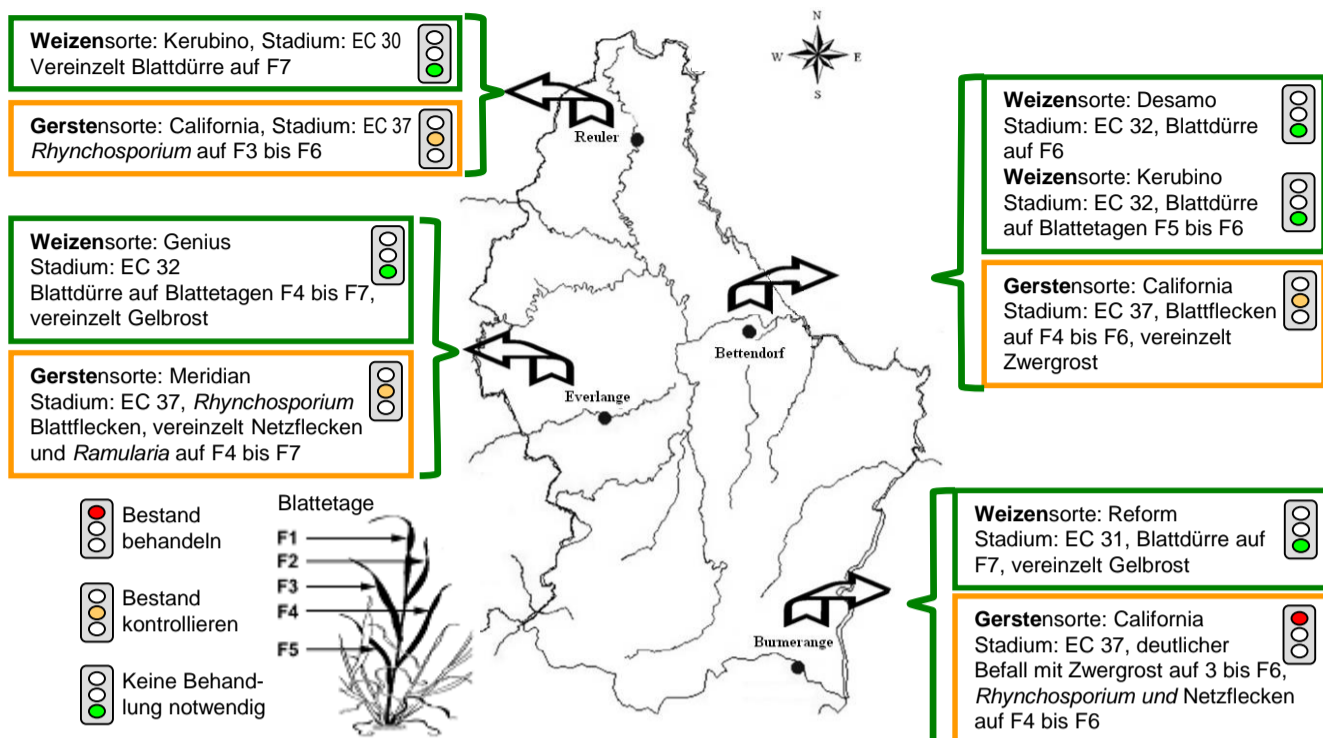 Weizensorte: Kerubino, Stadium: EC 30
Vereinzelt Blattdürre auf F7
Gerstensorte: California, Stadium: EC 37
Rhynchosporium auf F3 bis F6
Weizensorte: Genius
Stadium: EC 32
Blattdürre auf Blattetagen F4 bis F7,
vereinzelt Gelbrost
Gerstensorte: Meridian
Stadium: EC 37, Rhynchosporium
Blattflecken, vereinzelt Netzflecken
und Ramularia auf F4 bis F7
Bestand
behandeln
Bestand
kontrollieren
Keine Behand-
lung notwendig
Blattetage
F1
F2
F3
F4
F5
N
W
E
S
Reuler
Bettendorf
Everlange
Burmerange
Weizensorte: Desamo
Stadium: EC 32, Blattdürre
auf F6
Weizensorte: Kerubino
Stadium: EC 32, Blattdürre
auf Blattetagen F5 bis F6
Gerstensorte: California
Stadium: EC 37, Blattflecken
auf F4 bis F6, vereinzelt
Zwergrost
Weizensorte: Reform
Stadium: EC 31, Blattdürre auf
F7, vereinzelt Gelbrost
Gerstensorte: California
Stadium: EC 37, deutlicher
Befall mit Zwergrost auf 3 bis F6,
Rhynchosporium und Netzflecken
auf F4 bis F6